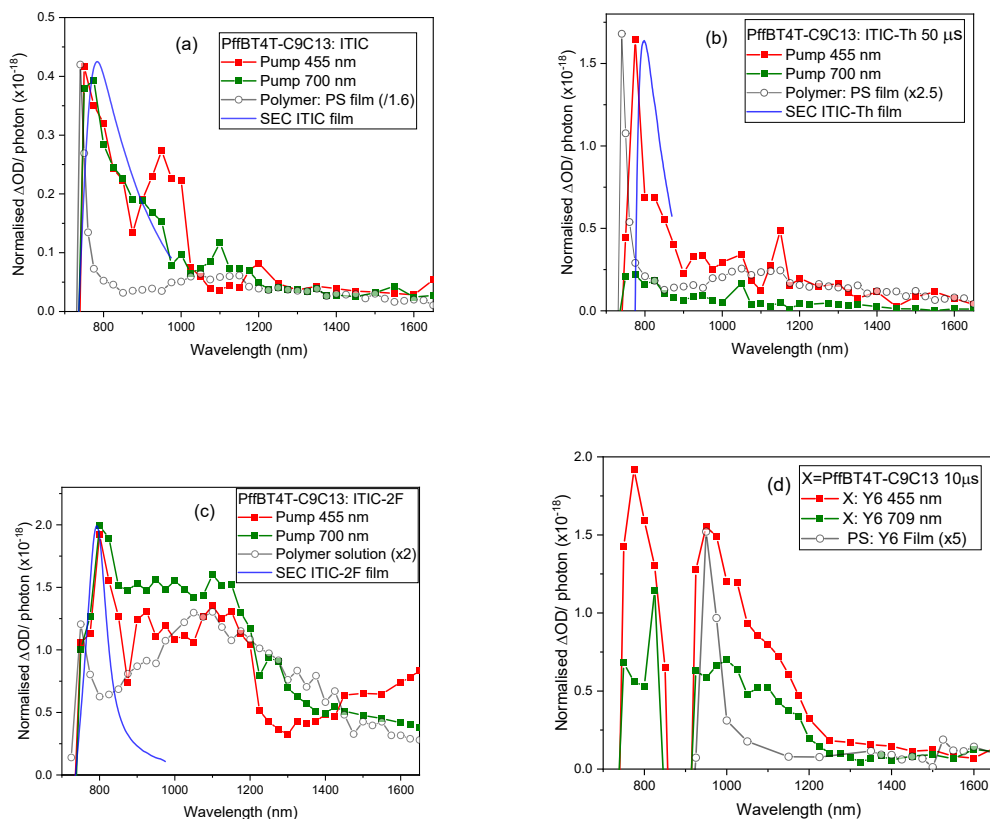 (a)
PffBT4T-C9C13: ITIC
Pump 455 nm
Pump 700 nm
Polymer: PS film (/1.6)
SEC ITIC film
Normalised ΔOD/ photon (x10⁻¹⁸)
0.5
0.4
0.3
0.2
0.1
0.0
800 1000 1200 1400 1600
Wavelength (nm)
(b)
PffBT4T-C9C13: ITIC-Th 50 μs
Pump 455 nm
Pump 700 nm
Polymer: PS film (x2.5)
SEC ITIC-Th film
Normalised ΔOD/ photon (x10⁻¹⁸)
1.5
1.0
0.5
0.0
800 1000 1200 1400 1600
Wavelength (nm)
(c)
PffBT4T-C9C13: ITIC-2F
Pump 455 nm
Pump 700 nm
Polymer solution (x2)
SEC ITIC-2F film
Normalised ΔOD/ photon (x10⁻¹⁸)
2.0
1.5
1.0
0.5
0.0
800 1000 1200 1400 1600
Wavelength (nm)
(d)
X=PffBT4T-C9C13 10μs
X: Y6 455 nm
X: Y6 709 nm
PS: Y6 Film (x5)
Normalised ΔOD/ photon (x10⁻¹⁸)
2.0
1.5
1.0
0.5
0.0
800 1000 1200 1400 1600
Wavelength (nm)